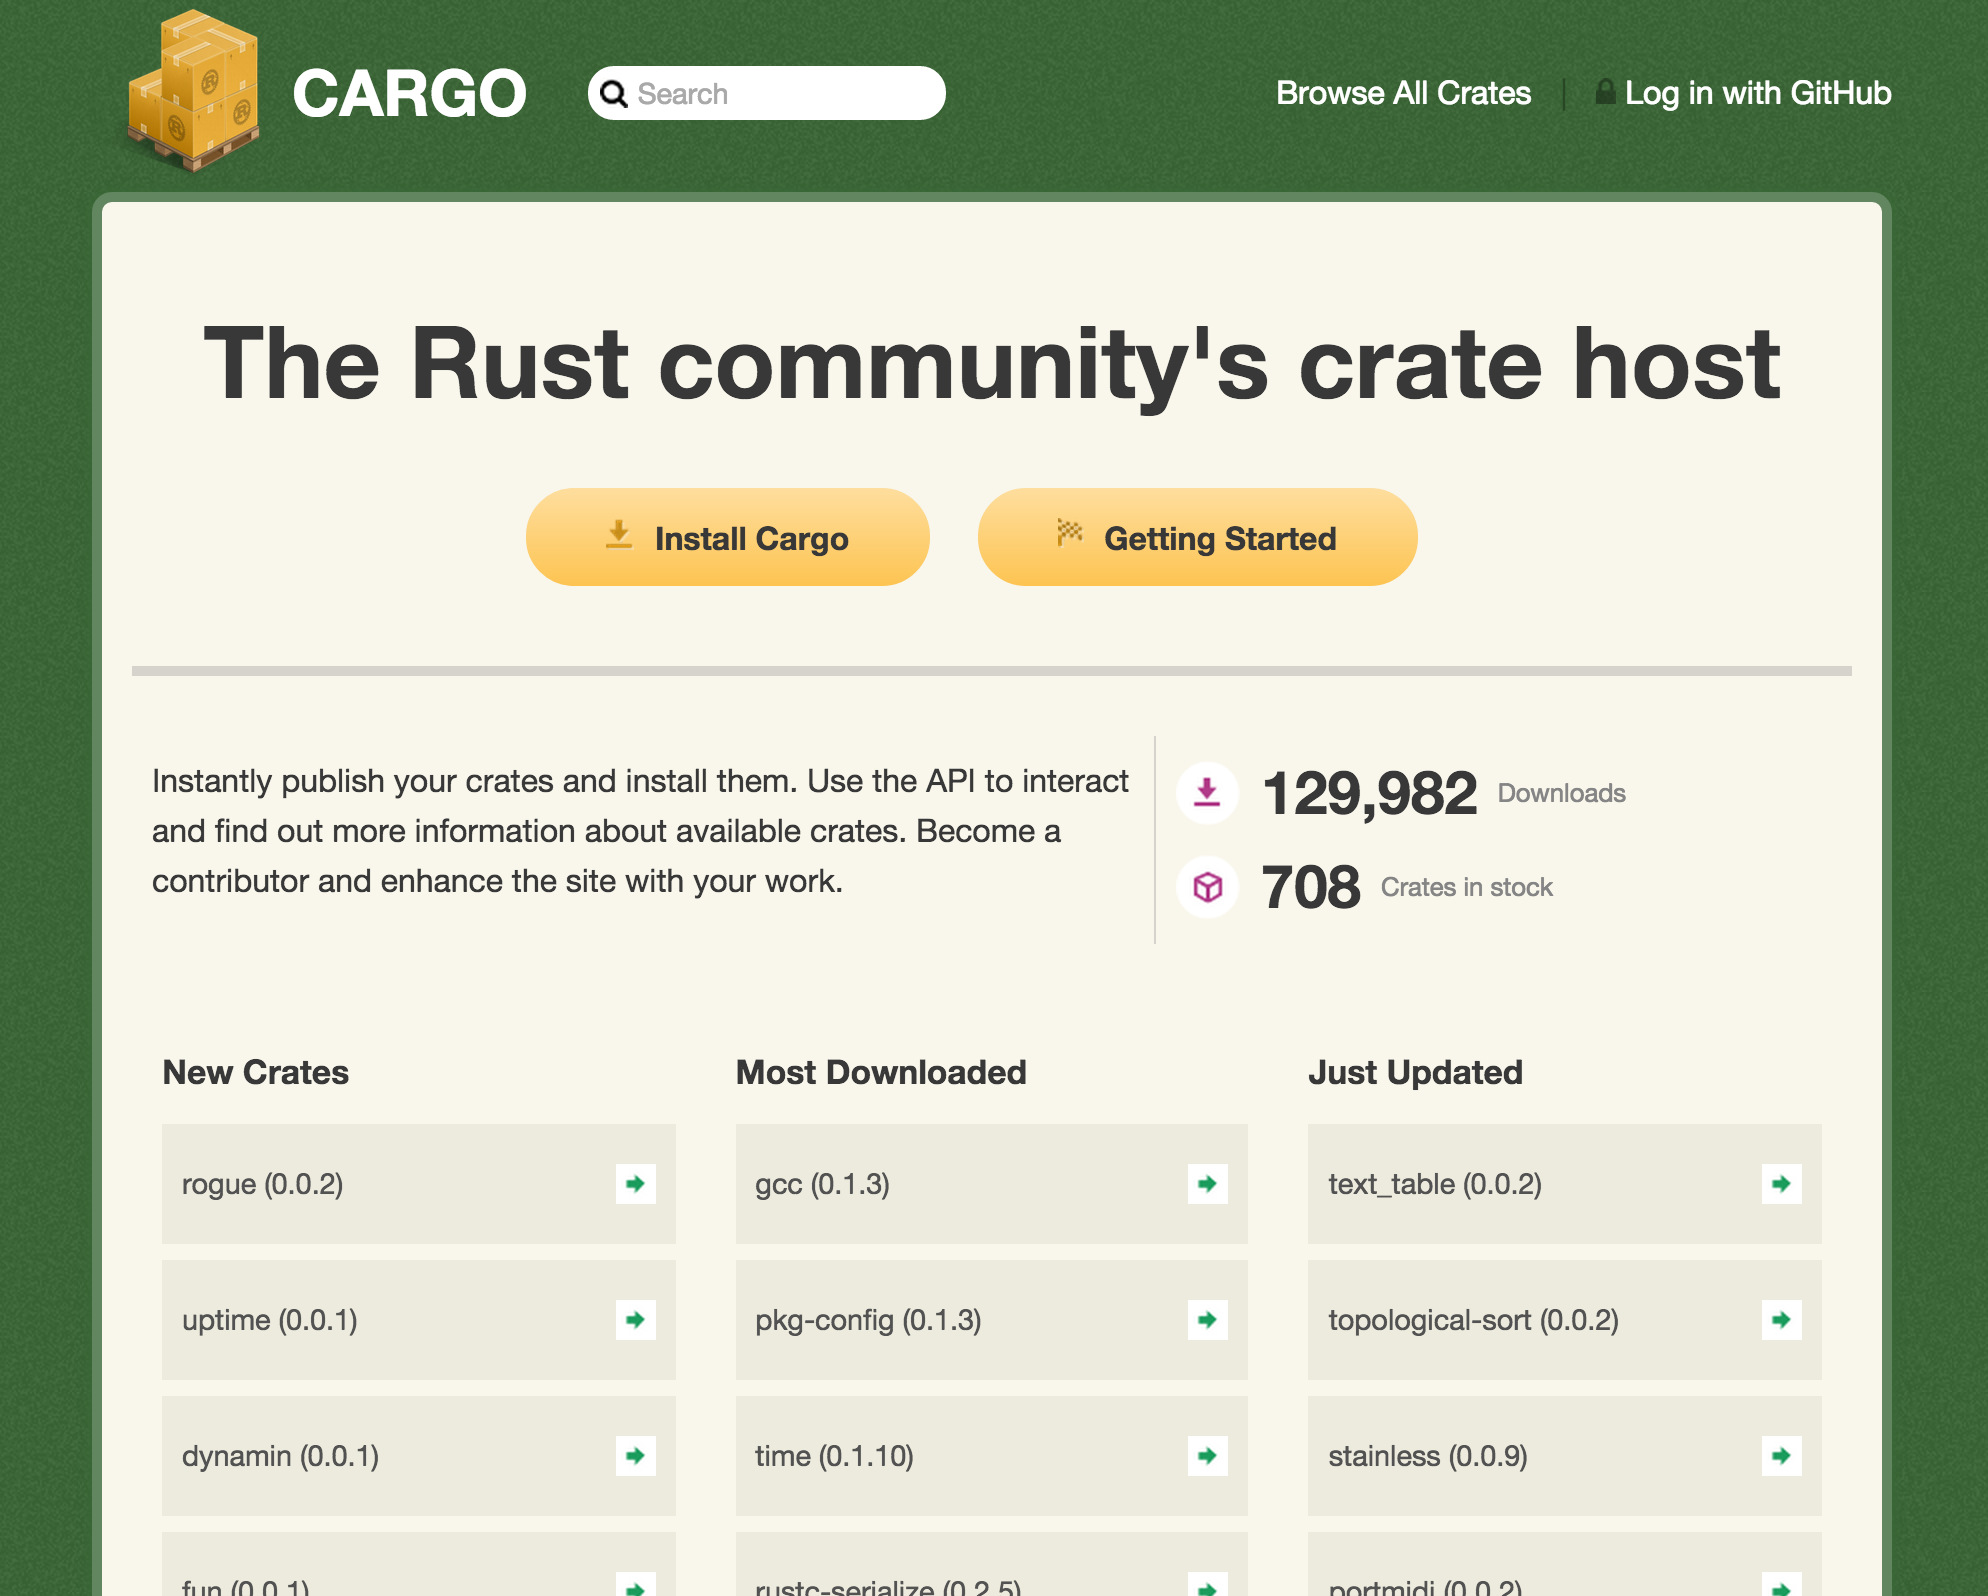 CARGO
Search
Browse All Crates
Log in with GitHub
The Rust community's crate host
Install Cargo
Getting Started
Instantly publish your crates and install them. Use the API to interact
and find out more information about available crates. Become a
contributor and enhance the site with your work.
129,982 Downloads
708 Crates in stock
New Crates
rogue (0.0.2)
uptime (0.0.1)
dynamin (0.0.1)
fun (0.0.1)
Most Downloaded
gcc (0.1.3)
pkg-config (0.1.3)
time (0.1.10)
rustc-serialize (0.2.5)
Just Updated
text_table (0.0.2)
topological-sort (0.0.2)
stainless (0.0.9)
portmidi (0.0.2)